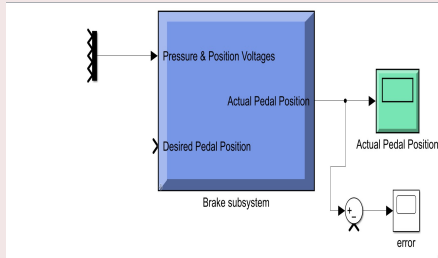 Pressure & Position Voltages
Actual Pedal Position
Desired Pedal Position
Actual Pedal Position
Brake subsystem
+
−
error